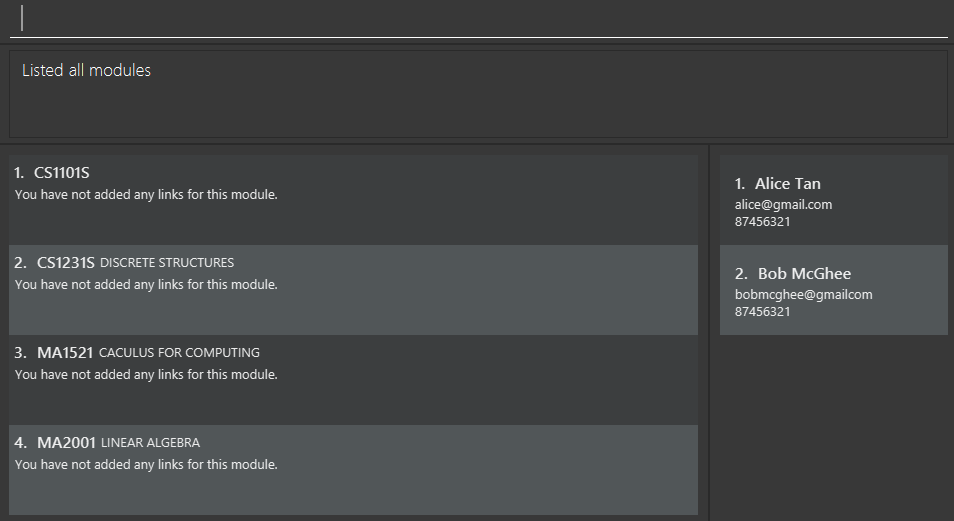 Listed all modules
1. CS1101S
You have not added any links for this module.
2. CS1231S DISCRETE STRUCTURES
You have not added any links for this module.
3. MA1521 CACULUS FOR COMPUTING
You have not added any links for this module.
4. MA2001 LINEAR ALGEBRA
You have not added any links for this module.
1. Alice Tan
alice@gmail.com
87456321
2. Bob McGhee
bobmcghee@gmailcom
87456321